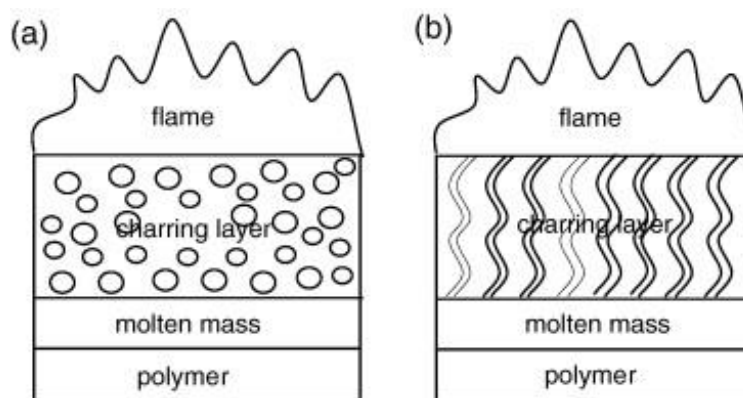 (a)
flame
charring layer
molten mass
polymer
(b)
flame
charring layer
molten mass
polymer